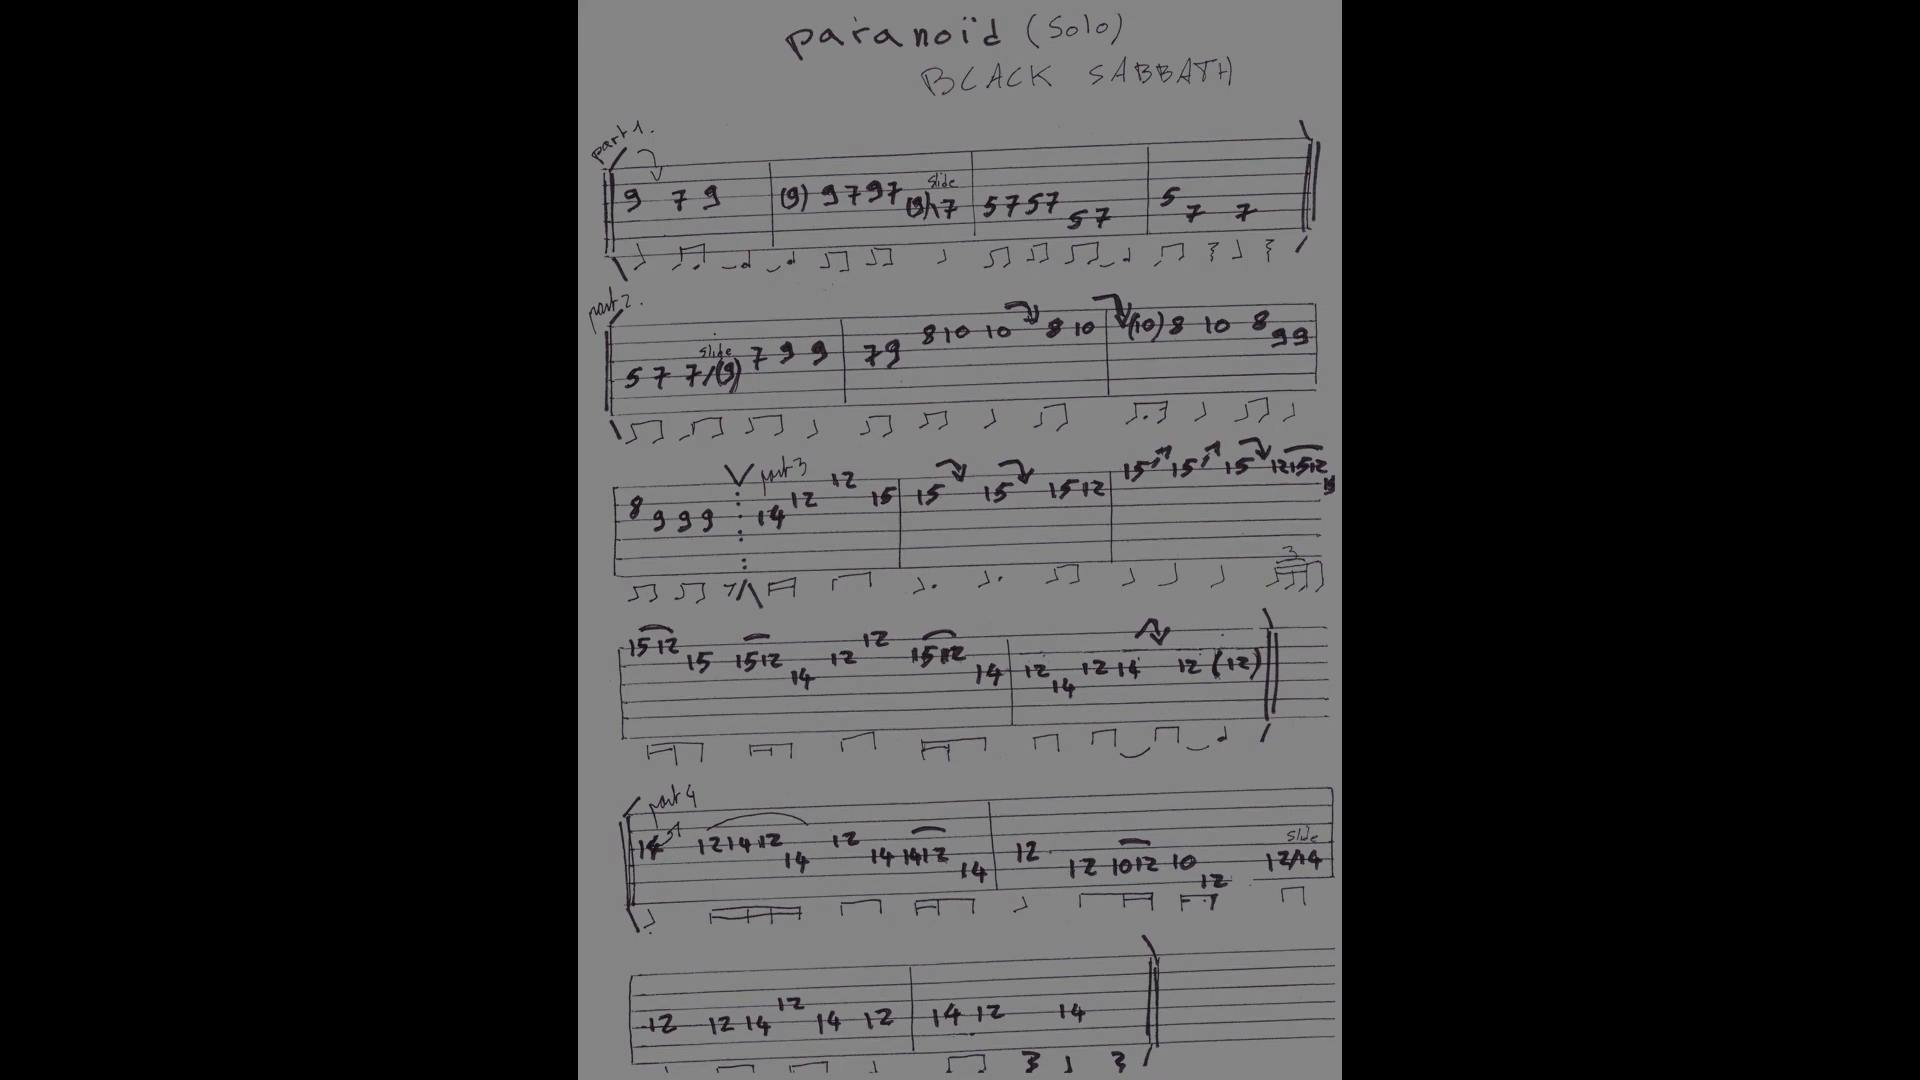 paranoïd (Solo)
BLACK SABBATH
part 1.
9 7 9 (9) 9 7 9 7 slide (9)\7 5 7 5 7 5 7 5 7 7
part 2.
5 7 7/(9) slide 7 9 9 7 9 8 10 10 8 10 (10) 8 10 8 9 9
part 3
8 9 9 9 14 12 12 15 15 15 15 12 15 15 15 12 15 12
3
15 12 15 15 12 14 12 12 15 12 14 12 14 12 14 12 (12)
part 4
14 12 14 12 14 12 14 14 12 14 12 12 10 12 10 12 slide 12/14
12 12 14 12 14 12 14 12 14